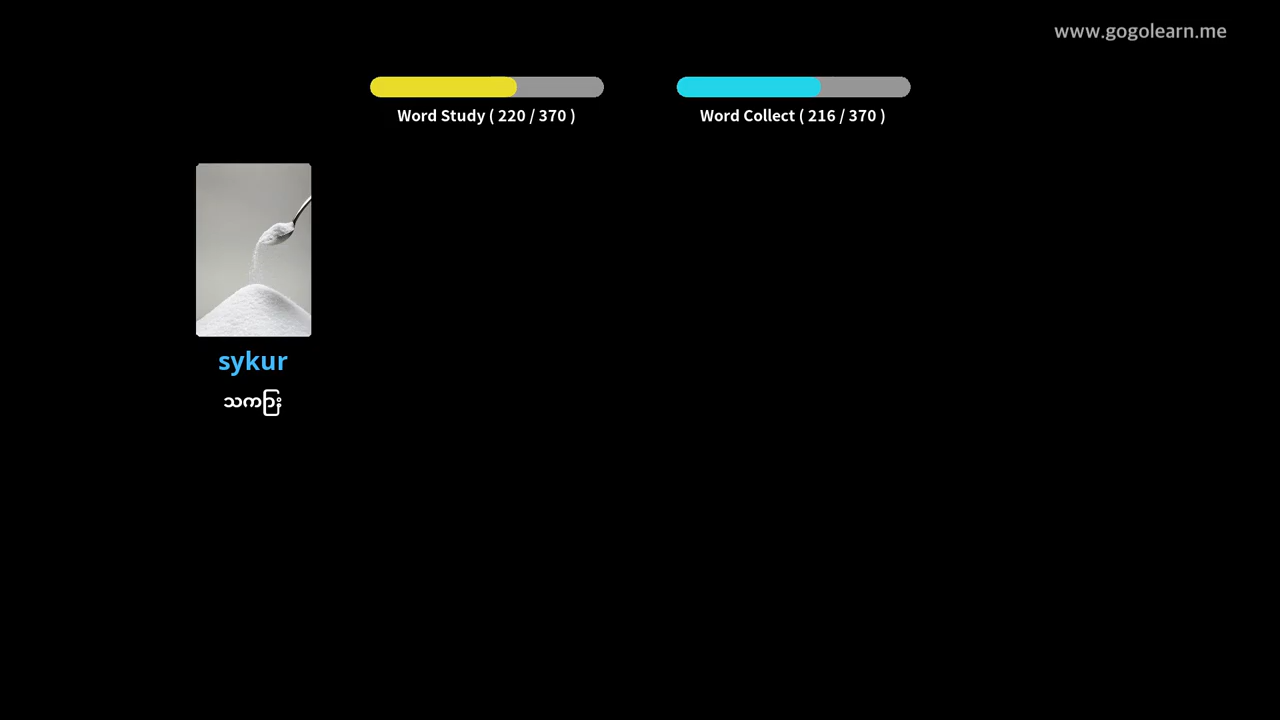 www.gogolearn.me
Word Study ( 220 / 370 )
Word Collect ( 216 / 370 )
sykur
သကြား